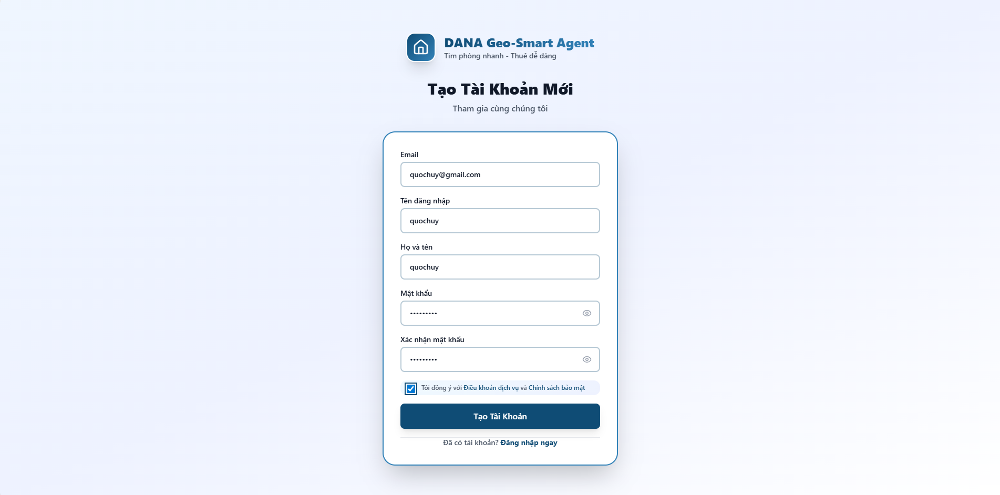 DANA Geo-Smart Agent
Tìm phòng nhanh - Thuê dễ dàng
Tạo Tài Khoản Mới
Tham gia cùng chúng tôi
Email
quochuy@gmail.com
Tên đăng nhập
quochuy
Họ và tên
quochuy
Mật khẩu
•••••••••
Xác nhận mật khẩu
•••••••••
Tôi đồng ý với Điều khoản dịch vụ và Chính sách bảo mật
Tạo Tài Khoản
Đã có tài khoản? Đăng nhập ngay